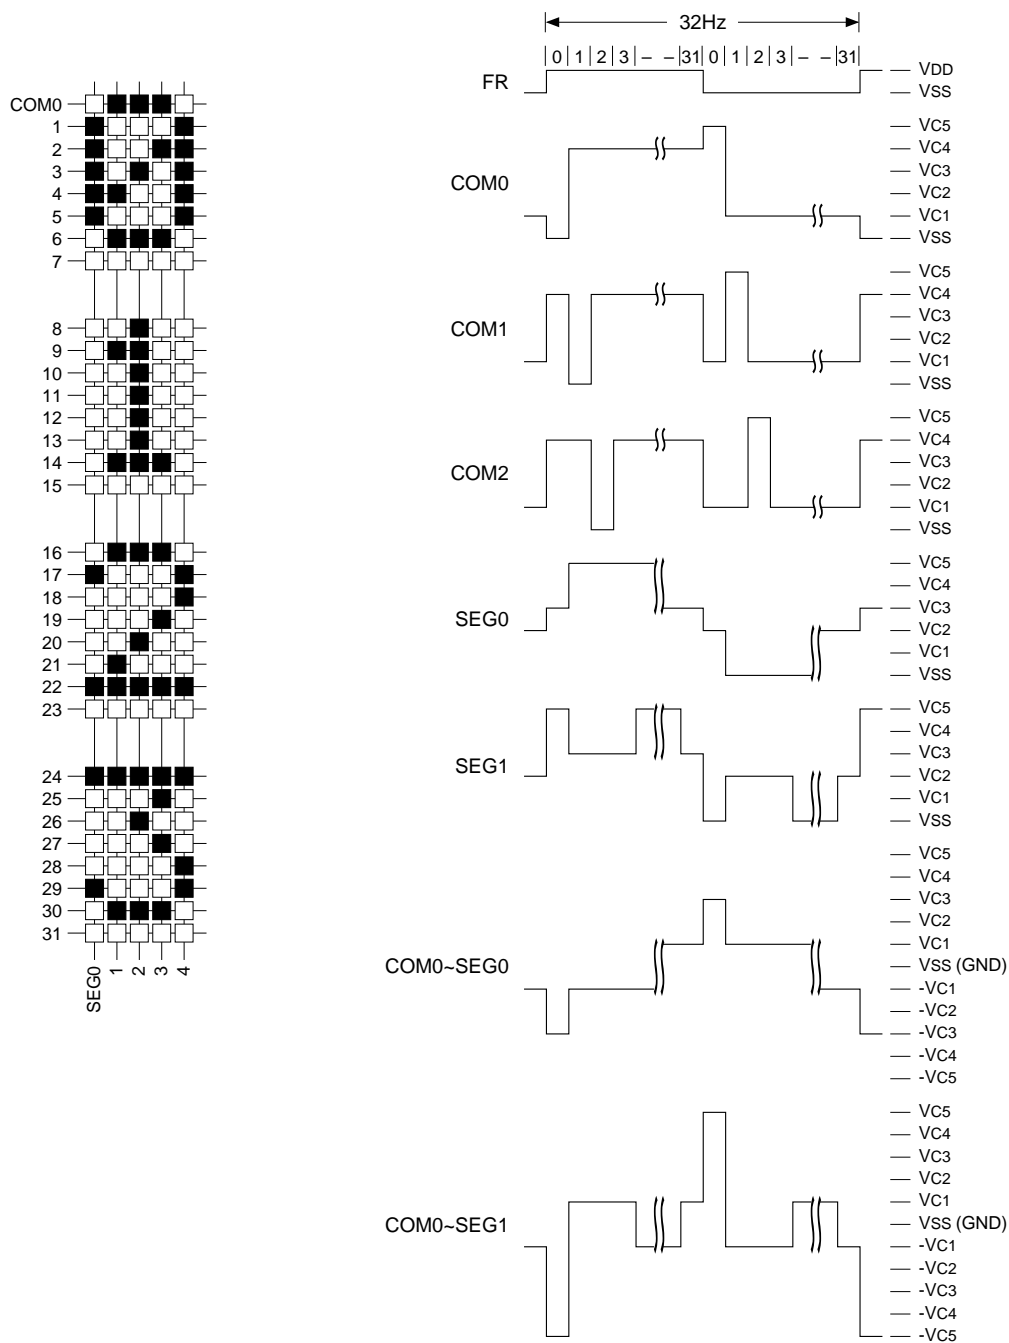 COM0
1
2
3
4
5
6
7
8
9
10
11
12
13
14
15
16
17
18
19
20
21
22
23
24
25
26
27
28
29
30
31
SEG0
1
2
3
4
32Hz
0 1 2 3 – – 31 0 1 2 3 – – 31
FR
VDD
VSS
COM0
VC5
VC4
VC3
VC2
VC1
VSS
COM1
VC5
VC4
VC3
VC2
VC1
VSS
COM2
VC5
VC4
VC3
VC2
VC1
VSS
SEG0
VC5
VC4
VC3
VC2
VC1
VSS
SEG1
VC5
VC4
VC3
VC2
VC1
VSS
COM0~SEG0
VC5
VC4
VC3
VC2
VC1
VSS (GND)
-VC1
-VC2
-VC3
-VC4
-VC5
COM0~SEG1
VC5
VC4
VC3
VC2
VC1
VSS (GND)
-VC1
-VC2
-VC3
-VC4
-VC5